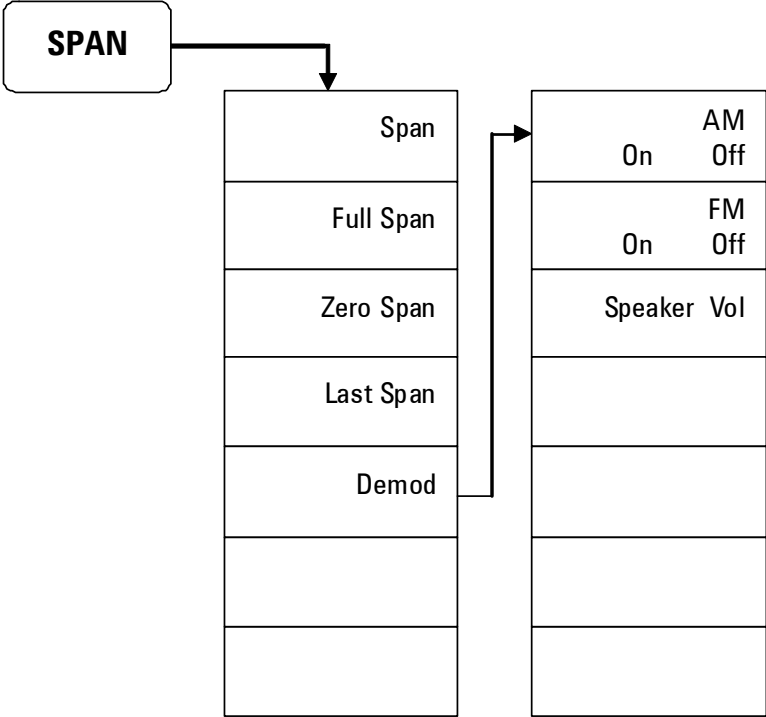 SPAN
Span
Full Span
Zero Span
Last Span
Demod
AM
On Off
FM
On Off
Speaker Vol